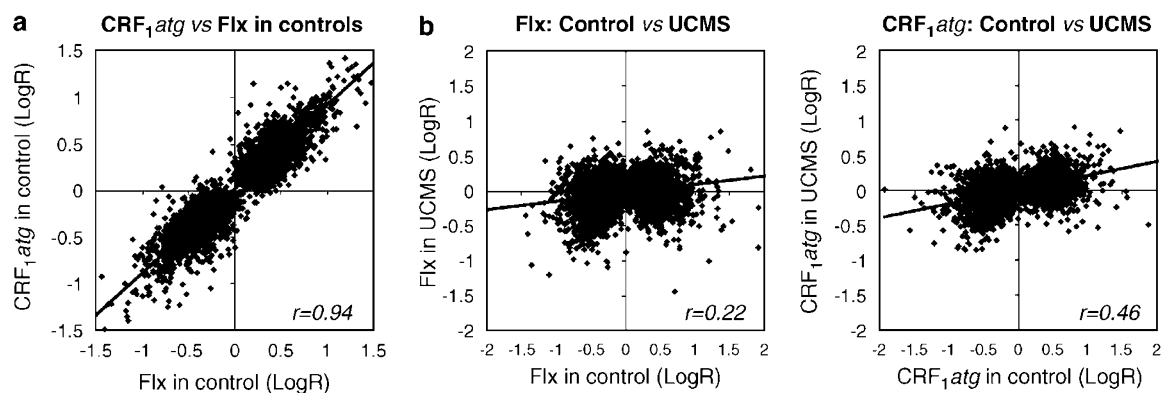 a CRF₁atg vs Flx in controls
1.5
1
0.5
0
-0.5
-1
-1.5
CRF₁atg in control (LogR)
r=0.94
-1.5 -1 -0.5 0 0.5 1 1.5
Flx in control (LogR)
b Flx: Control vs UCMS
2
1.5
1
0.5
0
-0.5
-1
-1.5
-2
Flx in UCMS (LogR)
r=0.22
-2 -1.5 -1 -0.5 0 0.5 1 1.5 2
Flx in control (LogR)
CRF₁atg: Control vs UCMS
2
1.5
1
0.5
0
-0.5
-1
-1.5
-2
CRF₁atg in UCMS (LogR)
r=0.46
-2 -1.5 -1 -0.5 0 0.5 1 1.5 2
CRF₁atg in control (LogR)